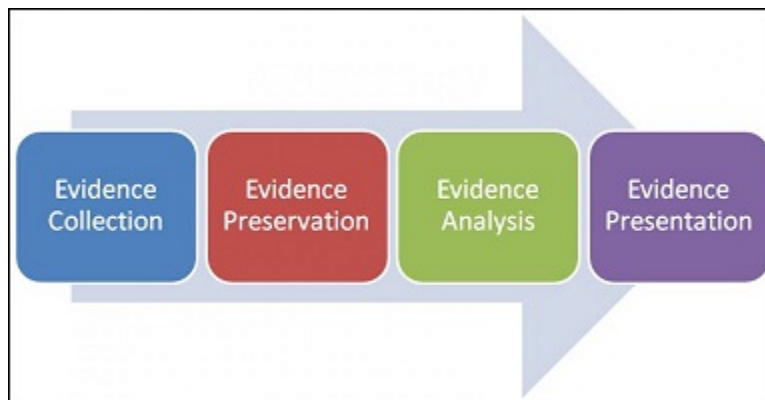 Evidence
Collection
Evidence
Preservation
Evidence
Analysis
Evidence
Presentation